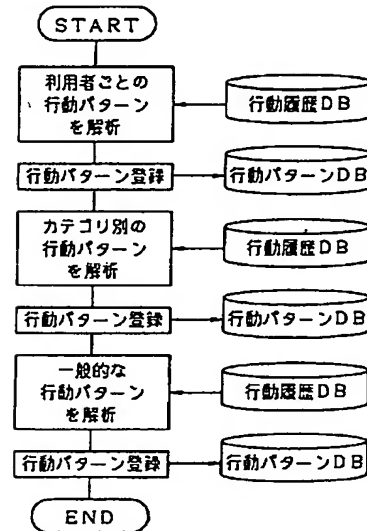 START
利用者ごとの
行動パターン
を解析
行動履歴DB
行動パターン登録
行動パターンDB
カテゴリ別の
行動パターン
を解析
行動履歴DB
行動パターン登録
行動パターンDB
一般的な
行動パターン
を解析
行動履歴DB
行動パターン登録
行動パターンDB
END